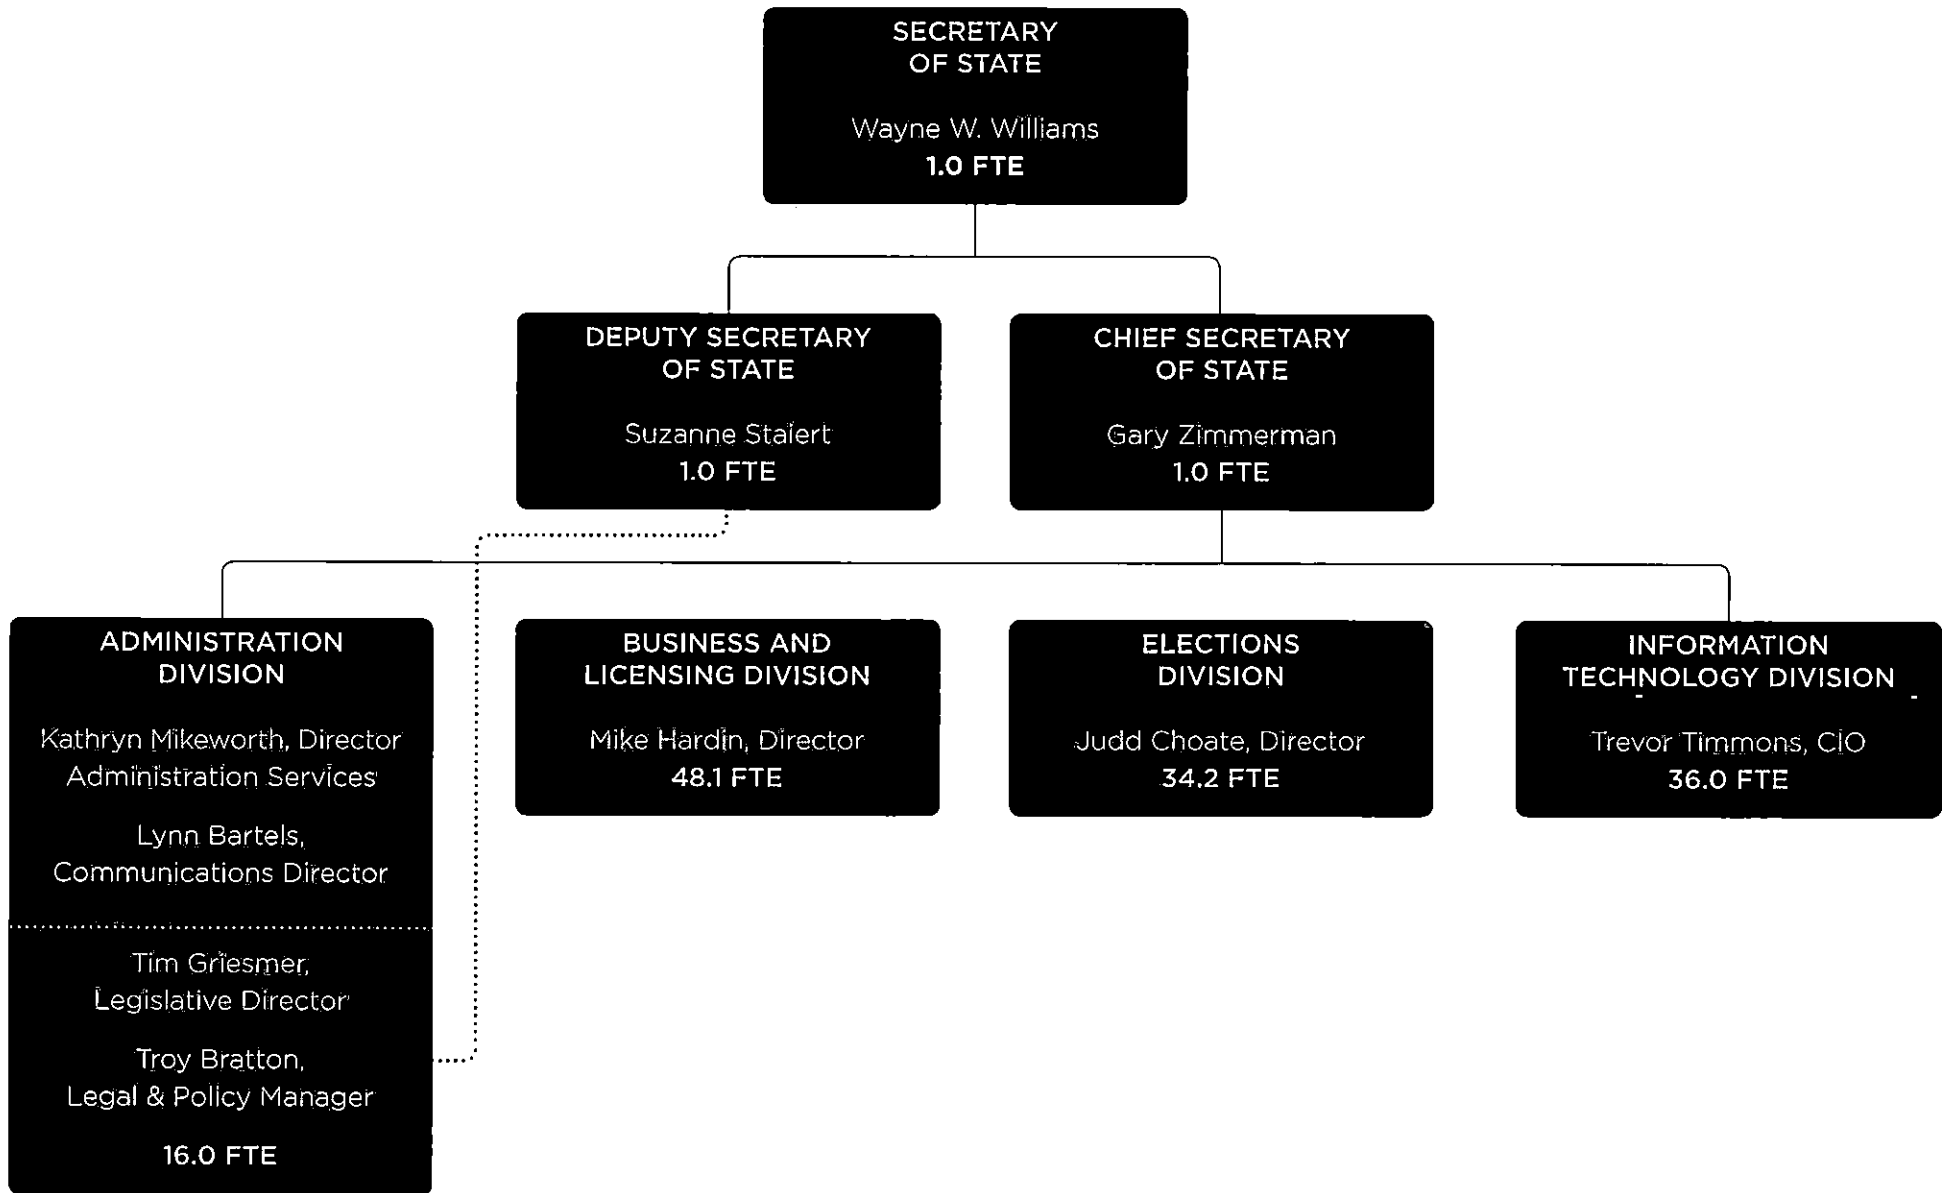 SECRETARY
OF STATE
Wayne W. Williams
1.0 FTE
DEPUTY SECRETARY
OF STATE
Suzanne Staiert
1.0 FTE
CHIEF SECRETARY
OF STATE
Gary Zimmerman
1.0 FTE
ADMINISTRATION
DIVISION
Kathryn Mikeworth, Director
Administration Services
Lynn Bartels,
Communications Director
Tim Griesmer,
Legislative Director
Troy Bratton,
Legal & Policy Manager
16.0 FTE
BUSINESS AND
LICENSING DIVISION
Mike Hardin, Director
48.1 FTE
ELECTIONS
DIVISION
Judd Choate, Director
34.2 FTE
INFORMATION
TECHNOLOGY DIVISION
Trevor Timmons, CIO
36.0 FTE